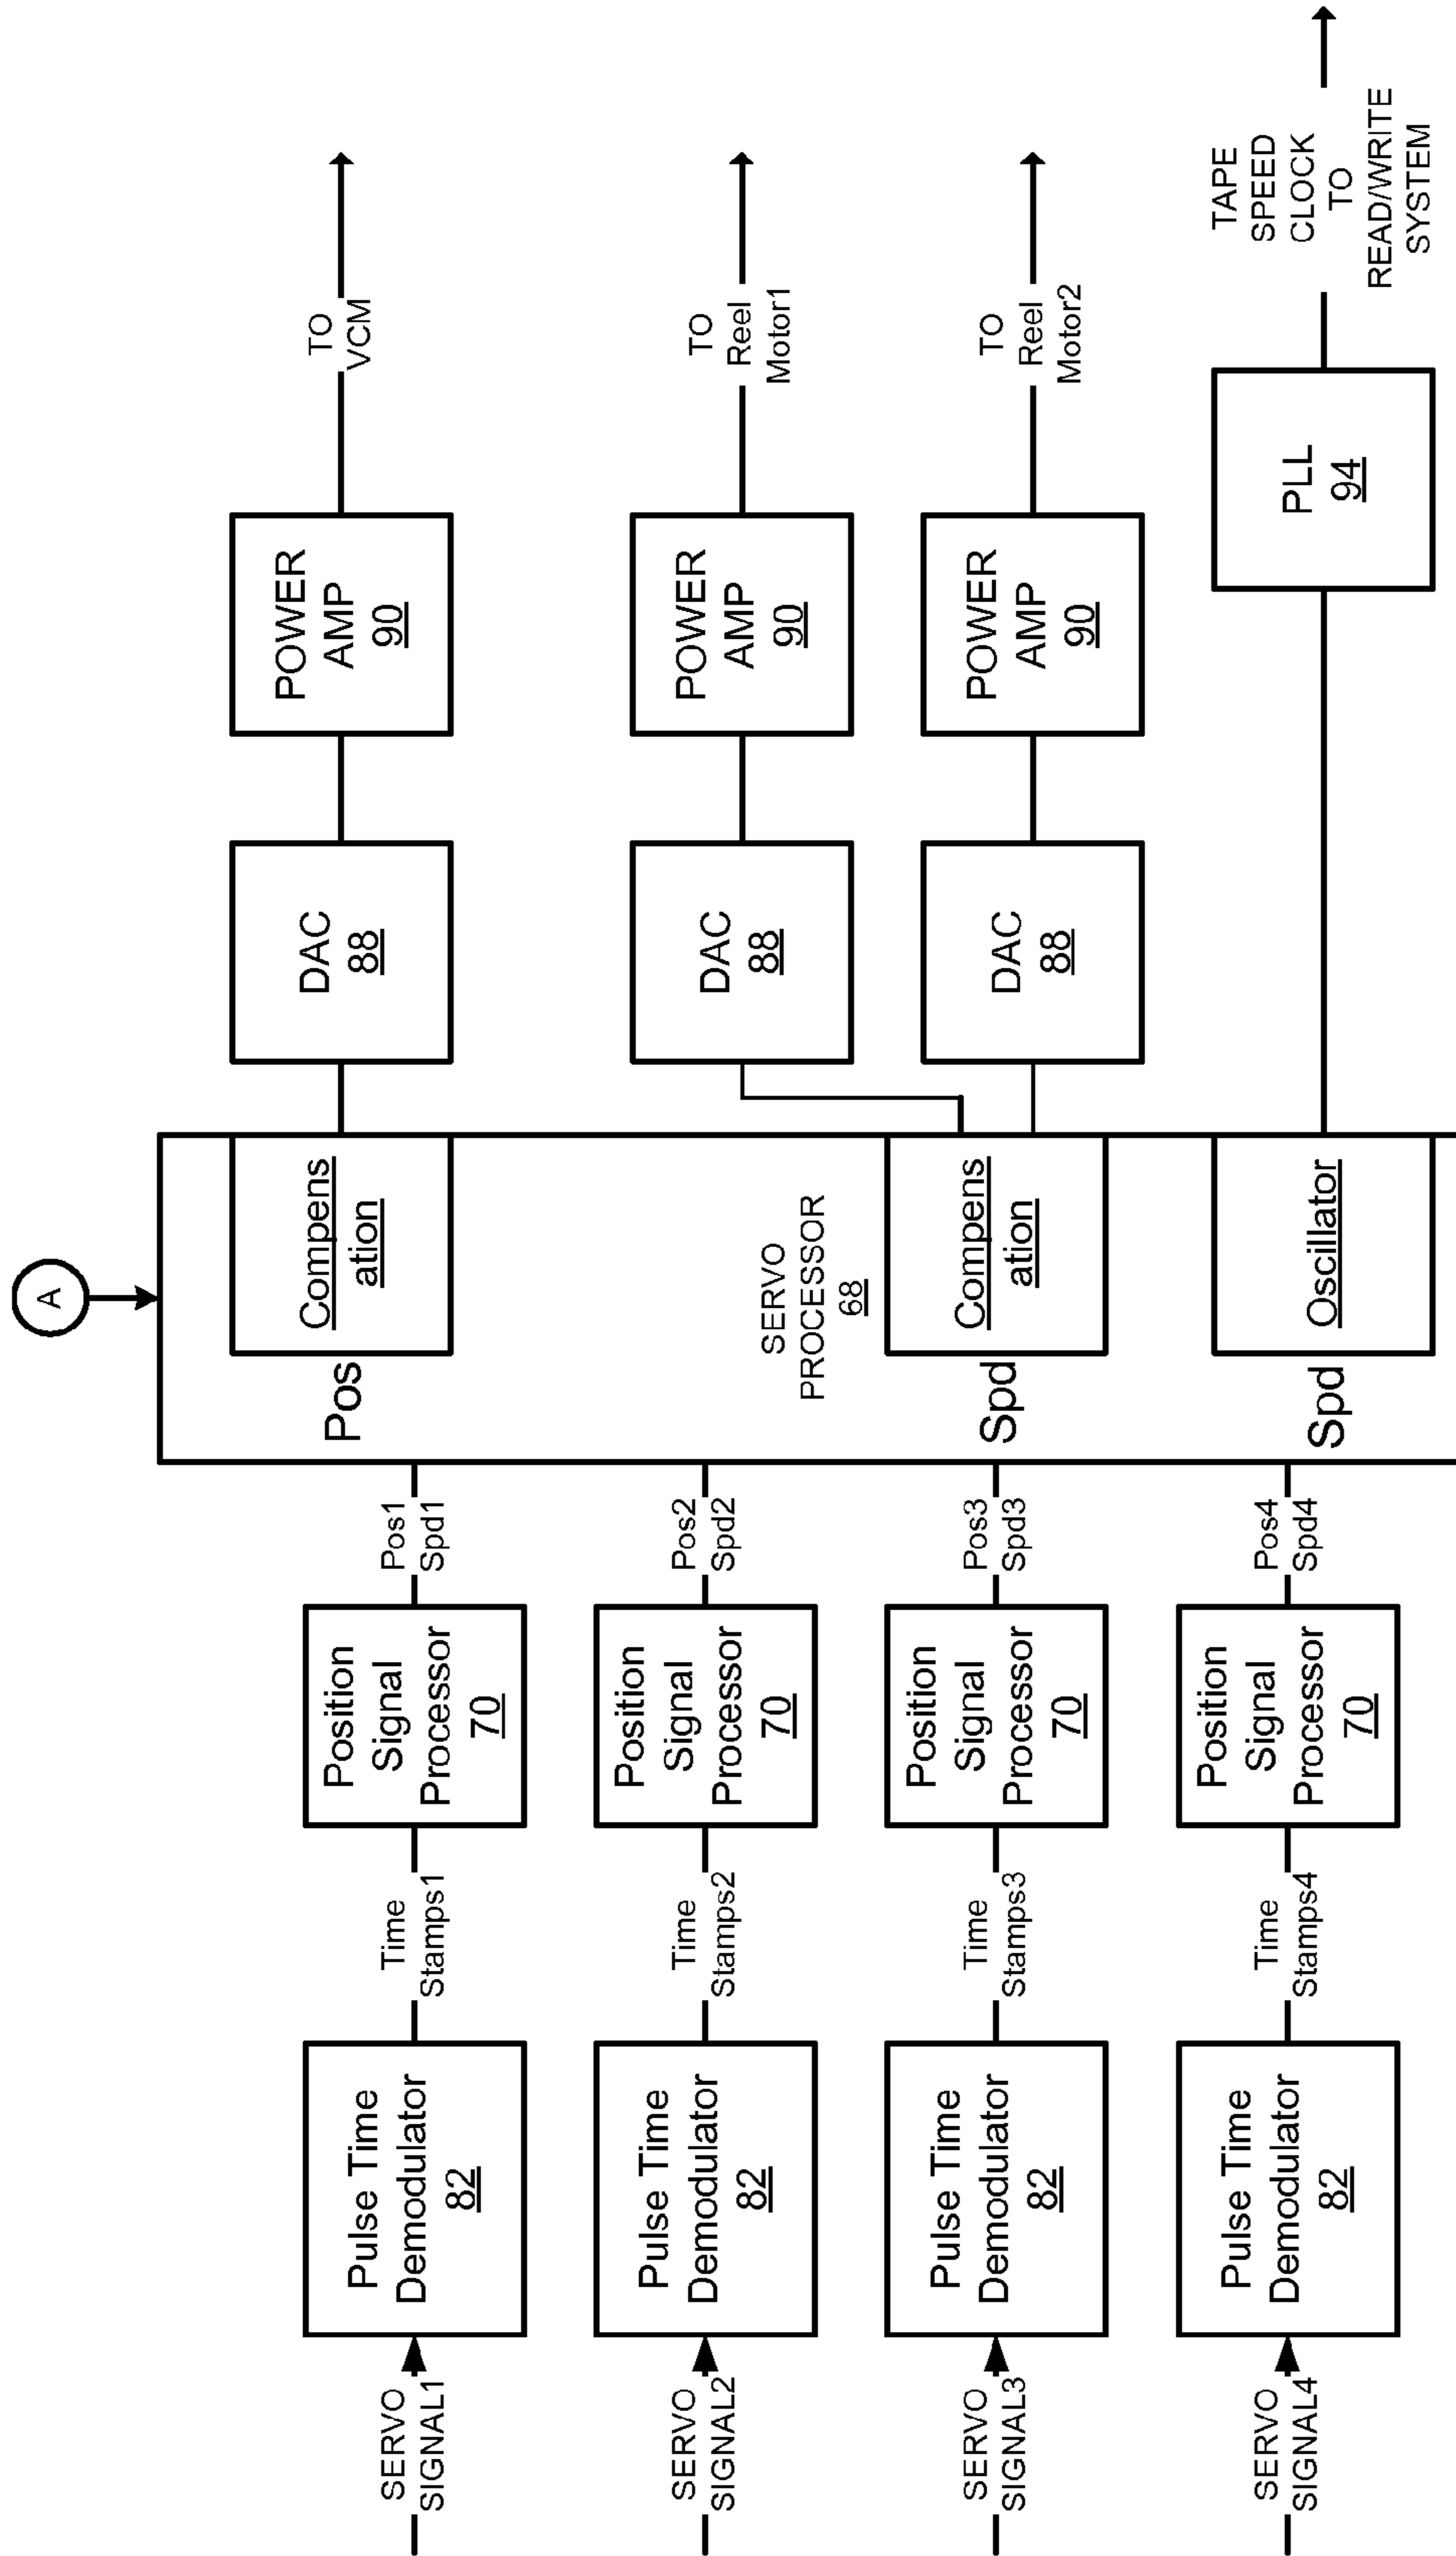 A
SERVO
SIGNAL1
Pulse Time
Demodulator
82
Time
Stamps1
Position
Signal
Processor
70
Pos1
Spd1
SERVO
SIGNAL2
Pulse Time
Demodulator
82
Time
Stamps2
Position
Signal
Processor
70
Pos2
Spd2
SERVO
SIGNAL3
Pulse Time
Demodulator
82
Time
Stamps3
Position
Signal
Processor
70
Pos3
Spd3
SERVO
SIGNAL4
Pulse Time
Demodulator
82
Time
Stamps4
Position
Signal
Processor
70
Pos4
Spd4
SERVO
PROCESSOR
68
Pos
Compens
ation
DAC
88
POWER
AMP
90
TO
VCM
Spd
Compens
ation
DAC
88
POWER
AMP
90
TO
Reel
Motor1
DAC
88
POWER
AMP
90
TO
Reel
Motor2
Spd
Oscillator
PLL
94
TAPE
SPEED
CLOCK
TO
READ/WRITE
SYSTEM